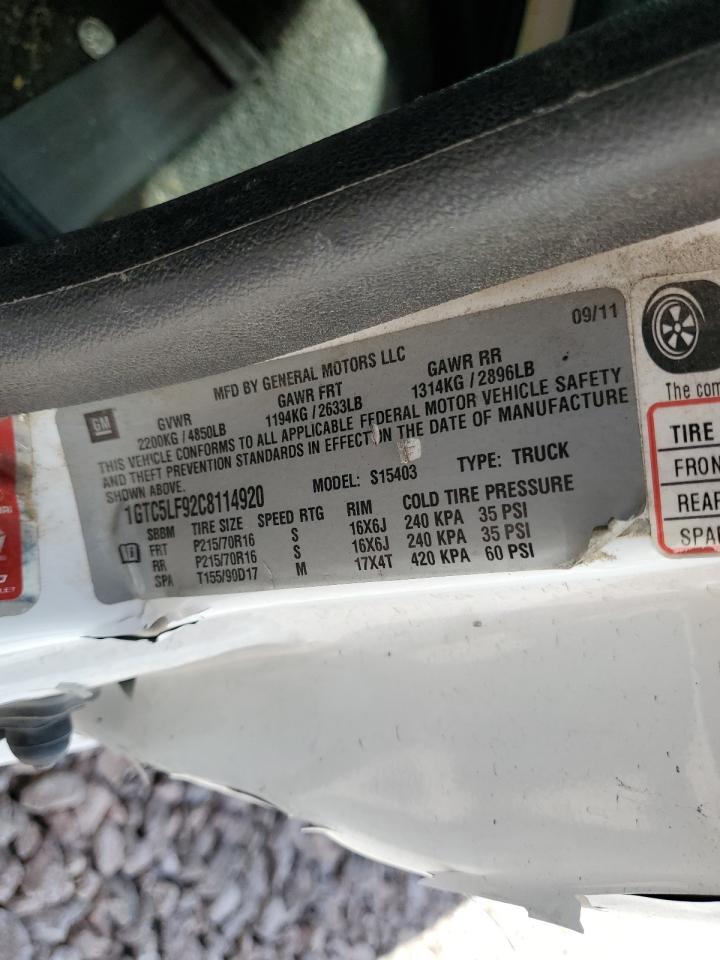 09/11
MFD BY GENERAL MOTORS LLC
GM
GVWR GAWR FRT GAWR RR
2200KG / 4850LB 1194KG / 2633LB 1314KG / 2896LB
THIS VEHICLE CONFORMS TO ALL APPLICABLE FEDERAL MOTOR VEHICLE SAFETY
AND THEFT PREVENTION STANDARDS IN EFFECT ON THE DATE OF MANUFACTURE
SHOWN ABOVE.
1GTC5LF92C8114920 MODEL: S15403 TYPE: TRUCK
SBBM TIRE SIZE SPEED RTG RIM COLD TIRE PRESSURE
FRT P215/70R16 S 16X6J 240 KPA 35 PSI
RR P215/70R16 S 16X6J 240 KPA 35 PSI
SPA T155/90D17 M 17X4T 420 KPA 60 PSI
The com
TIRE
FRON
REAR
SPAR